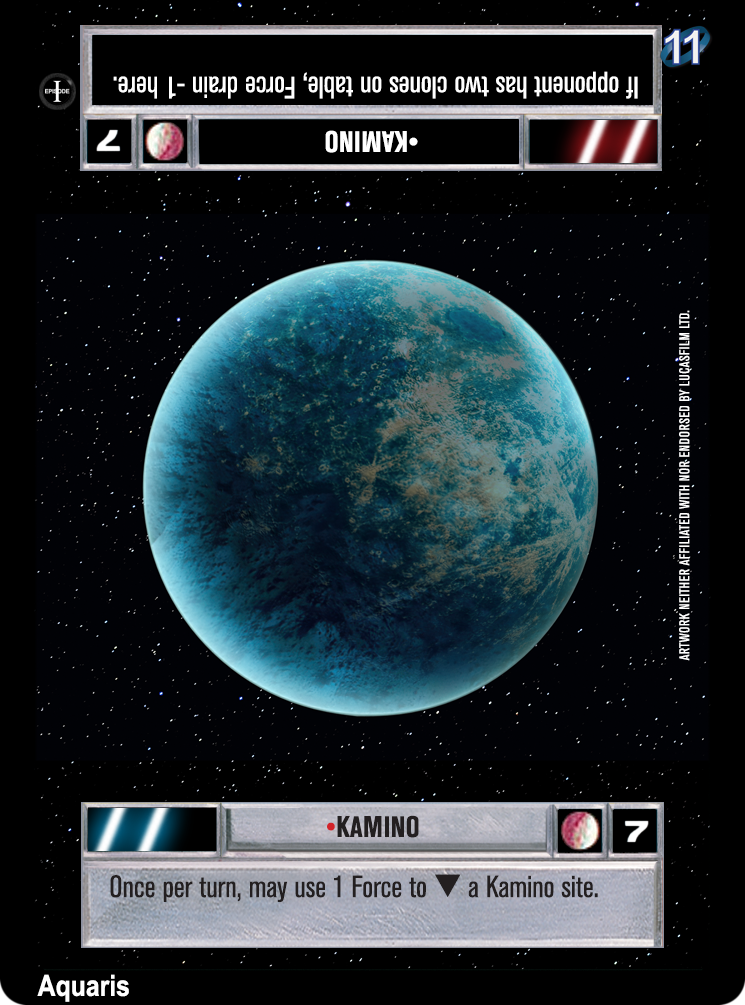 11
EPISODE
I
If opponent has two clones on table, Force drain -1 here.
•KAMINO
7
ARTWORK NEITHER AFFILIATED WITH NOR ENDORSED BY LUCASFILM LTD.
•KAMINO
7
Once per turn, may use 1 Force to ▼ a Kamino site.
Aquaris